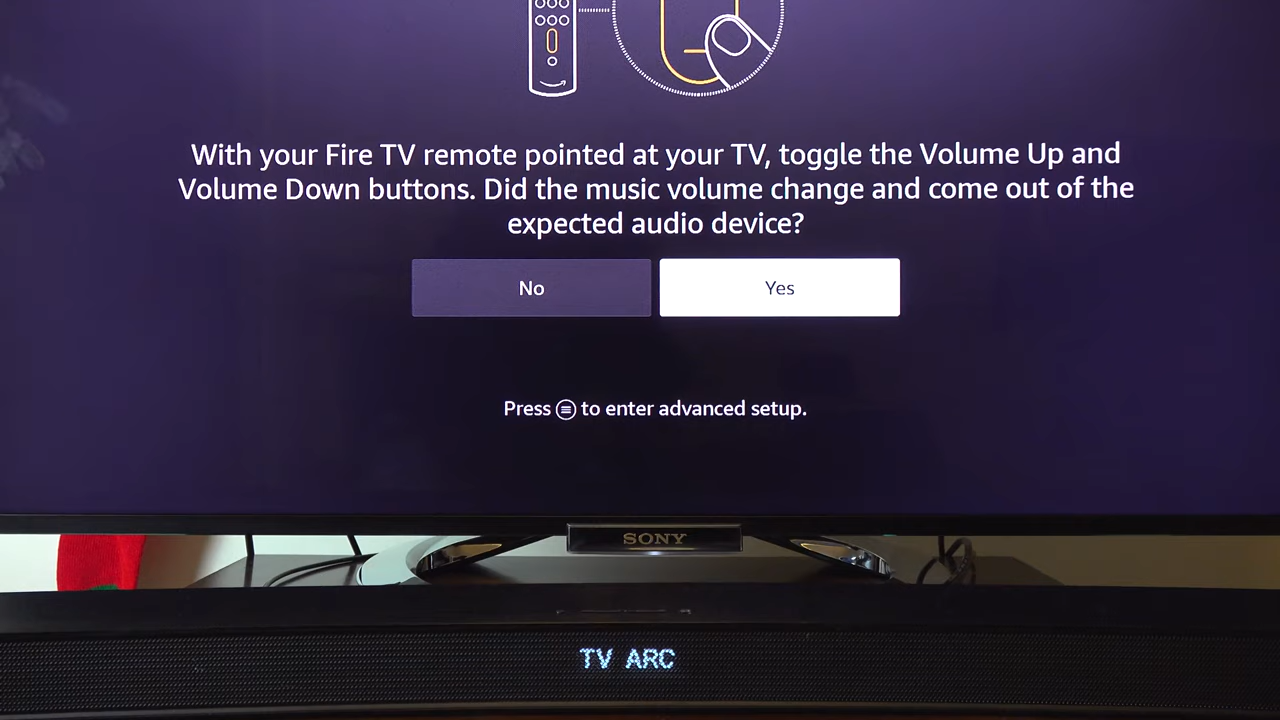 With your Fire TV remote pointed at your TV, toggle the Volume Up and
Volume Down buttons. Did the music volume change and come out of the
expected audio device?
No
Yes
Press to enter advanced setup.
SONY
TV ARC